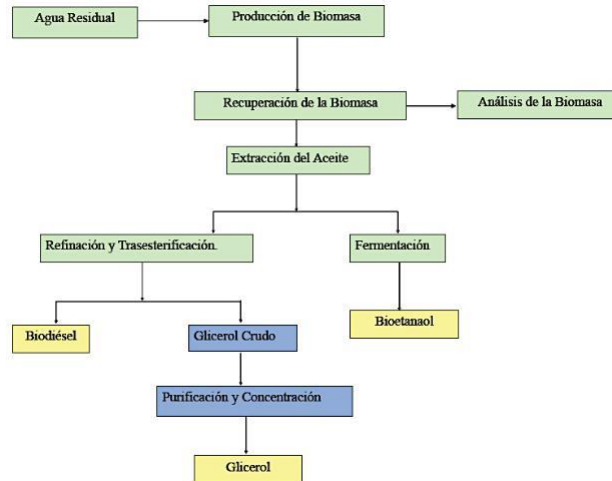 Agua Residual
Producción de Biomasa
Recuperación de la Biomasa
Análisis de la Biomasa
Extracción del Aceite
Refinación y Trasesterificación.
Fermentación
Biodiésel
Glicerol Crudo
Bioetanaol
Purificación y Concentración
Glicerol